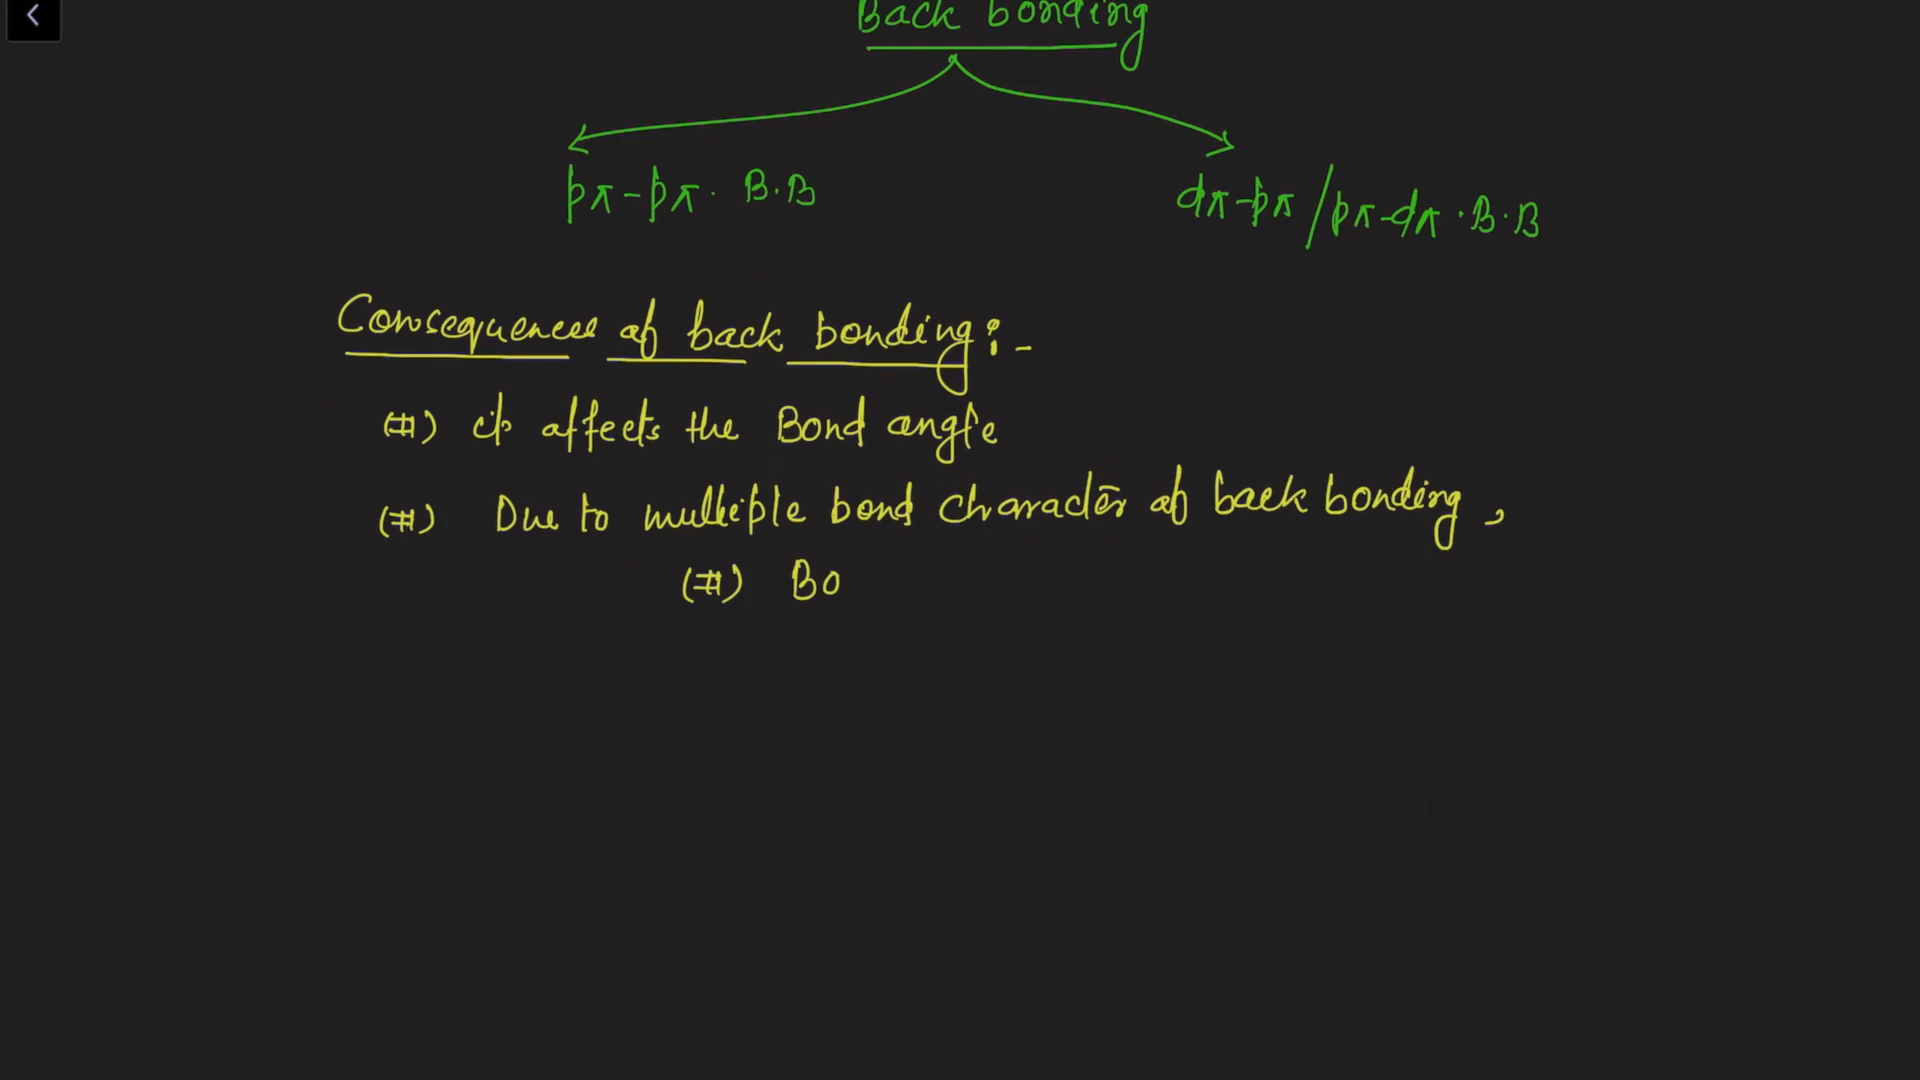 Back bonding
pπ-pπ. B.B
dπ-pπ/pπ-dπ.B.B
Consequences of back bonding:-
(#) it affects the Bond angle
(#) Due to multiple bond character of back bonding,
(#) Bo